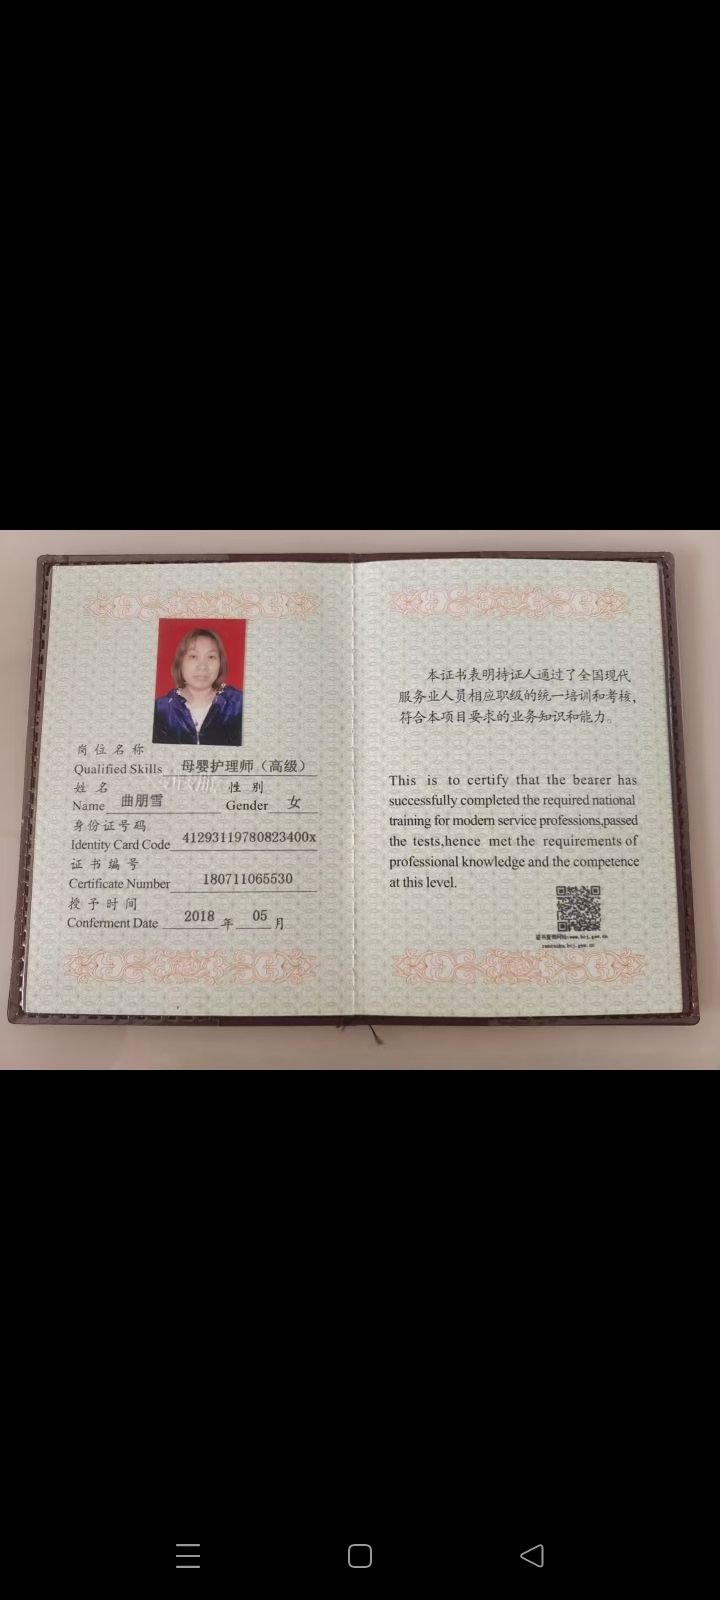 岗位名称
Qualified Skills 母婴护理师（高级）
姓名 性别
Name 曲朋雪 Gender 女
身份证号码
Identity Card Code 41293119780823400x
证书编号
Certificate Number 180711065530
授予时间
Conferment Date 2018 年 05 月
本证书表明持证人通过了全国现代
服务业人员相应职级的统一培训和考核，
符合本项目要求的业务知识和能力。
This is to certify that the bearer has
successfully completed the required national
training for modern service professions,passed
the tests,hence met the requirements of
professional knowledge and the competence
at this level.